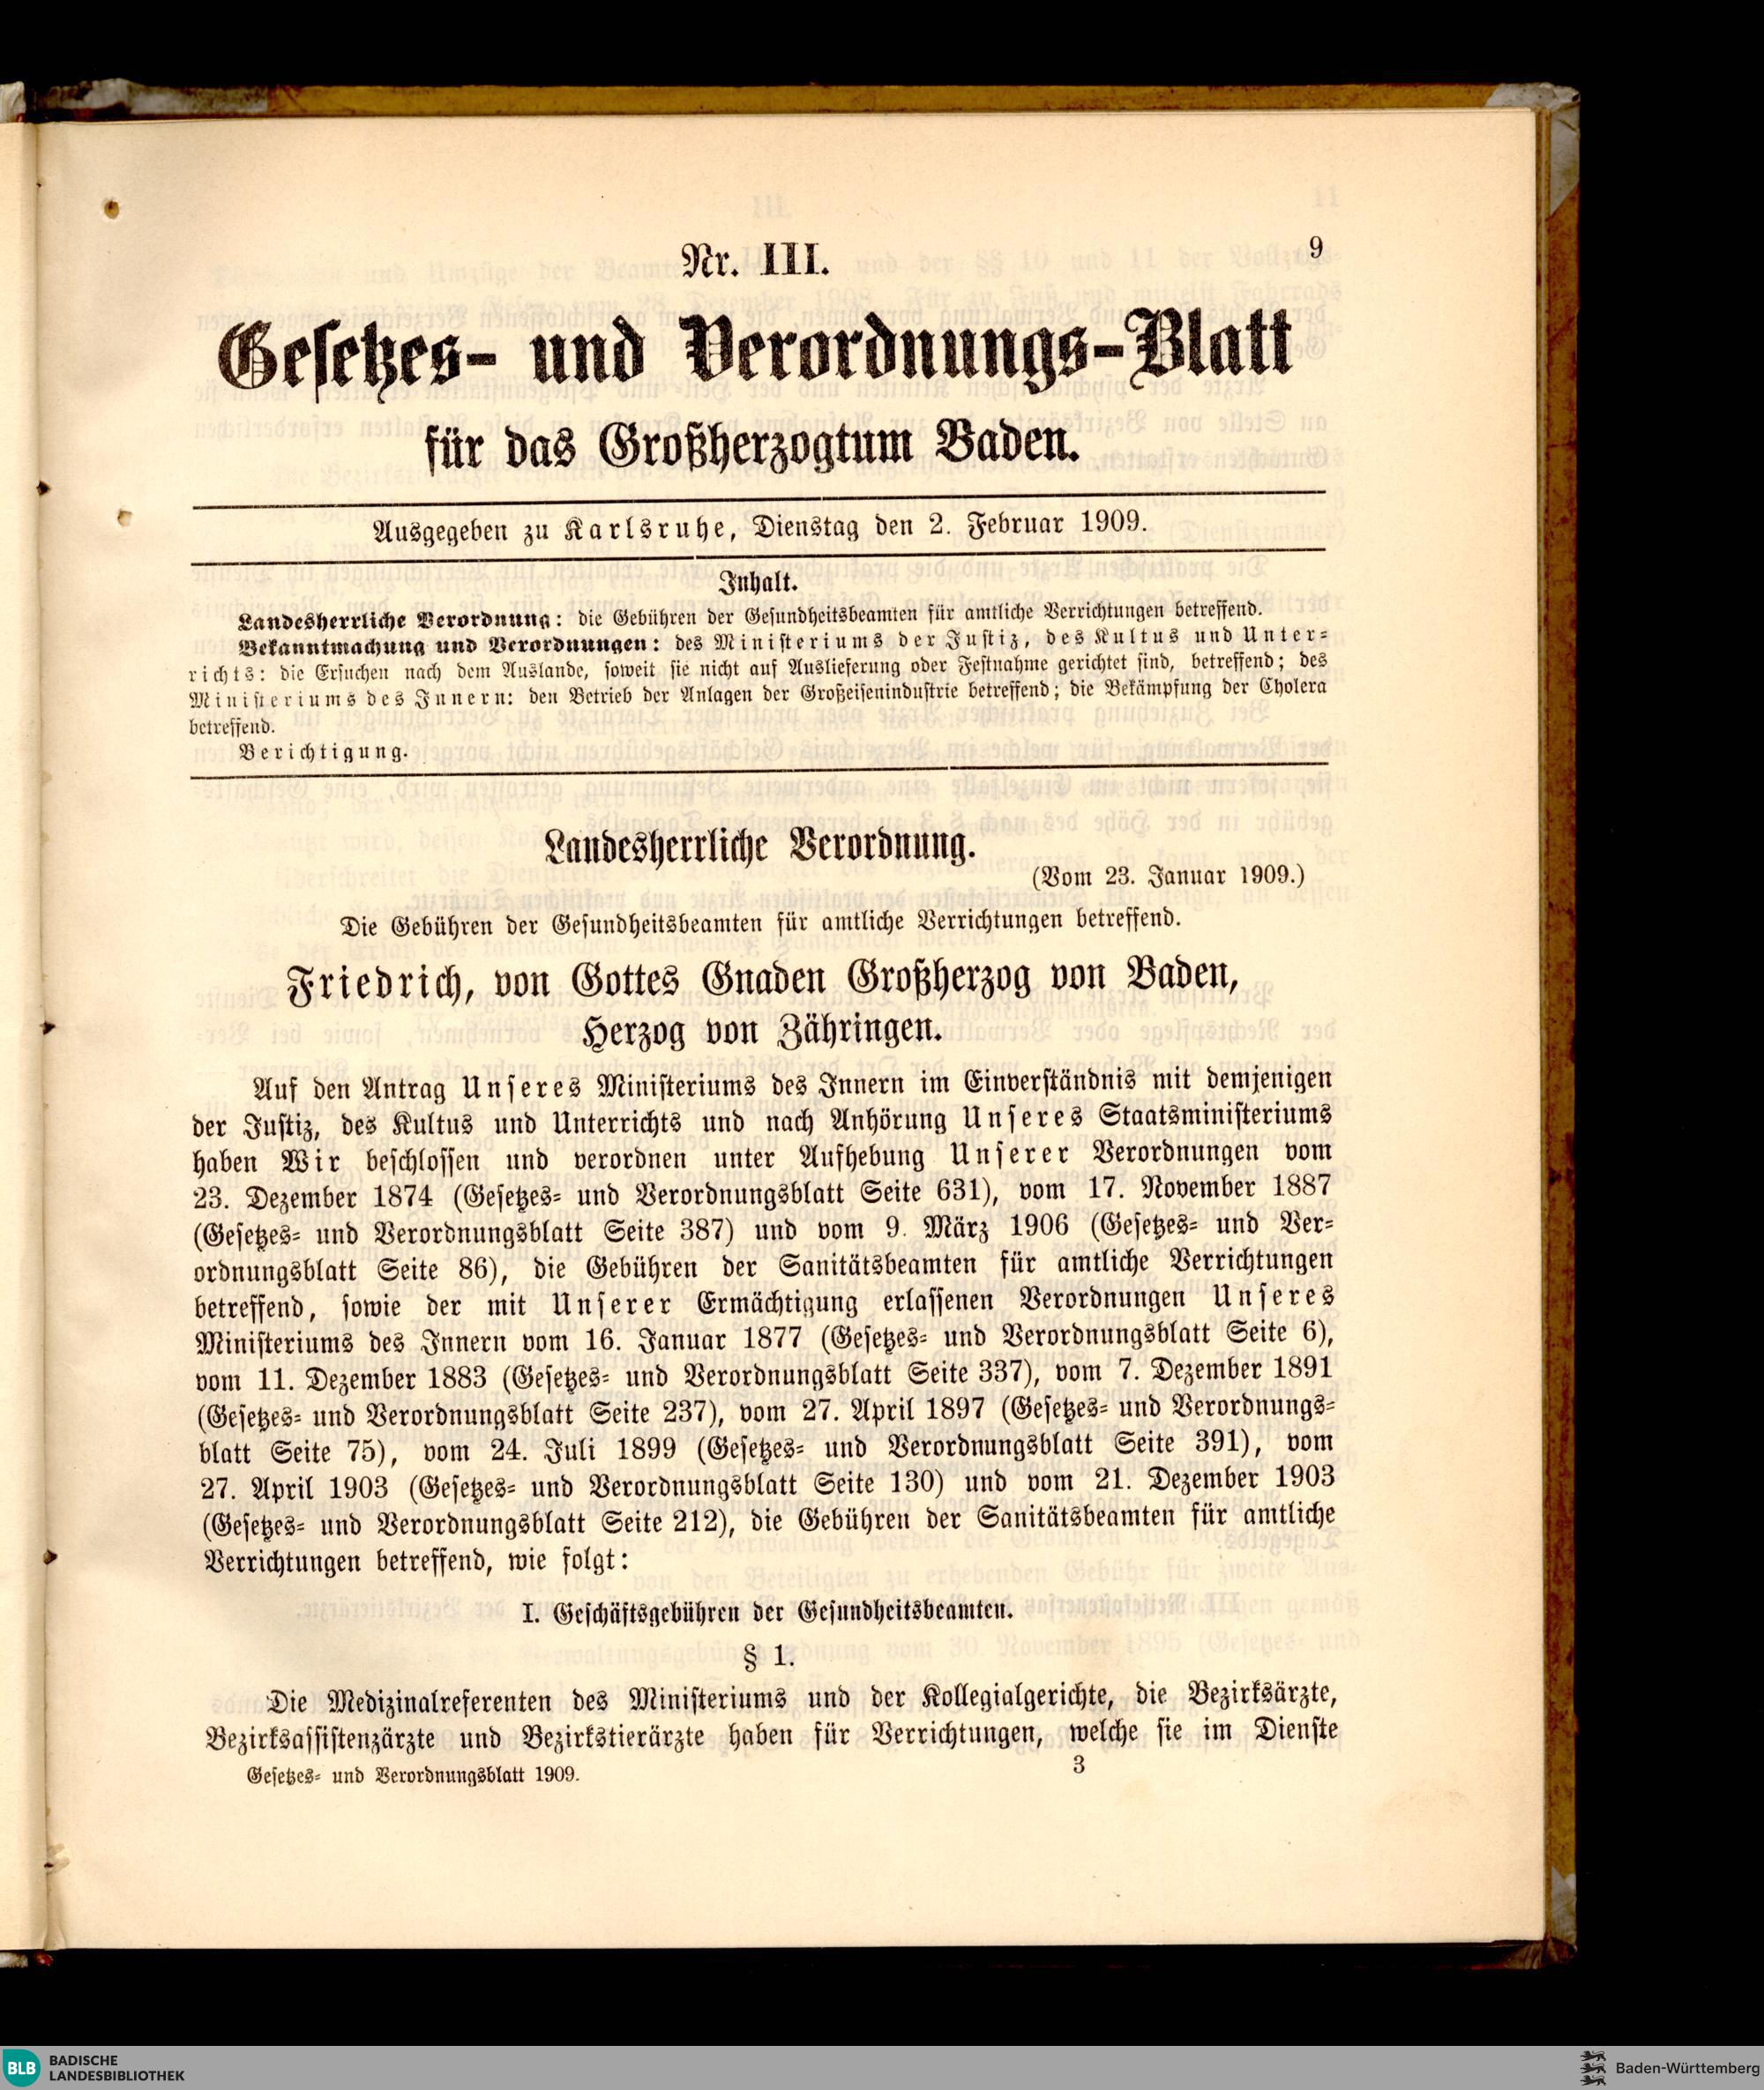 Nr. III.
9
Gesetzes- und Verordnungs-Blatt
für das Großherzogtum Baden.
Ausgegeben zu Karlsruhe, Dienstag den 2. Februar 1909.
Inhalt.
Landesherrliche Verordnung: die Gebühren der Gesundheitsbeamten für amtliche Verrichtungen betreffend.
Bekanntmachung und Verordnungen: des Ministeriums der Justiz, des Kultus und Unter-
richts: die Ersuchen nach dem Auslande, soweit sie nicht auf Auslieferung oder Festnahme gerichtet sind, betreffend; des
Ministeriums des Innern: den Betrieb der Anlagen der Großeisenindustrie betreffend; die Bekämpfung der Cholera
betreffend.
Berichtigung.
Landesherrliche Verordnung.
(Vom 23. Januar 1909.)
Die Gebühren der Gesundheitsbeamten für amtliche Verrichtungen betreffend.
Friedrich, von Gottes Gnaden Großherzog von Baden,
Herzog von Zähringen.
Auf den Antrag Unseres Ministeriums des Innern im Einverständnis mit demjenigen
der Justiz, des Kultus und Unterrichts und nach Anhörung Unseres Staatsministeriums
haben Wir beschlossen und verordnen unter Aufhebung Unserer Verordnungen vom
23. Dezember 1874 (Gesetzes- und Verordnungsblatt Seite 631), vom 17. November 1887
(Gesetzes- und Verordnungsblatt Seite 387) und vom 9. März 1906 (Gesetzes- und Ver-
ordnungsblatt Seite 86), die Gebühren der Sanitätsbeamten für amtliche Verrichtungen
betreffend, sowie der mit Unserer Ermächtigung erlassenen Verordnungen Unseres
Ministeriums des Innern vom 16. Januar 1877 (Gesetzes- und Verordnungsblatt Seite 6),
vom 11. Dezember 1883 (Gesetzes- und Verordnungsblatt Seite 337), vom 7. Dezember 1891
(Gesetzes- und Verordnungsblatt Seite 237), vom 27. April 1897 (Gesetzes- und Verordnungs-
blatt Seite 75), vom 24. Juli 1899 (Gesetzes- und Verordnungsblatt Seite 391), vom
27. April 1903 (Gesetzes- und Verordnungsblatt Seite 130) und vom 21. Dezember 1903
(Gesetzes- und Verordnungsblatt Seite 212), die Gebühren der Sanitätsbeamten für amtliche
Verrichtungen betreffend, wie folgt:
I. Geschäftsgebühren der Gesundheitsbeamten.
§ 1.
Die Medizinalreferenten des Ministeriums und der Kollegialgerichte, die Bezirksärzte,
Bezirksassistenzärzte und Bezirkstierärzte haben für Verrichtungen, welche sie im Dienste
Gesetzes- und Verordnungsblatt 1909.
3
BLB BADISCHE
LANDESBIBLIOTHEK
Baden-Württemberg